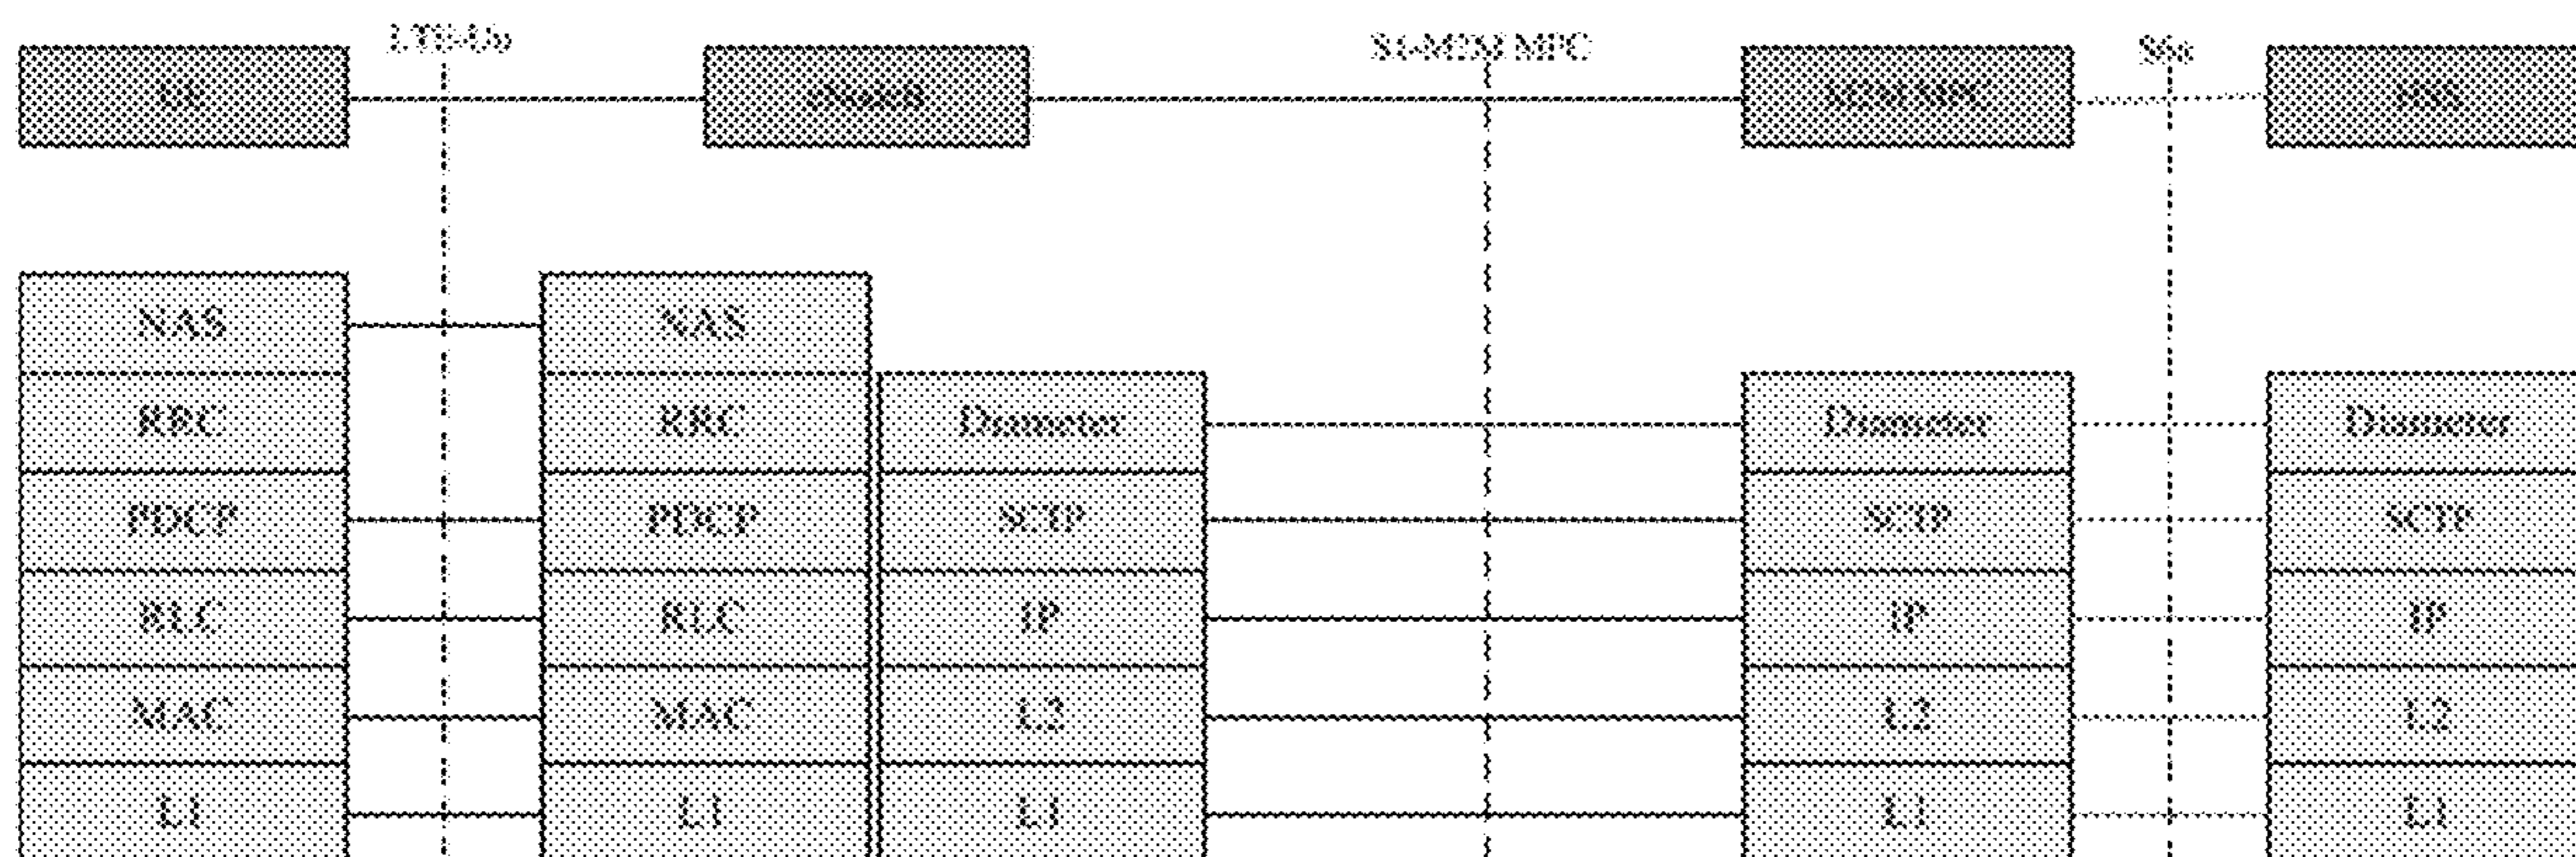 LTE-Uu S1-M2M MPC S6a
UE eNodeB M2M MPC HSS
NAS NAS
RRC RRC Diameter Diameter Diameter
PDCP PDCP SCTP SCTP SCTP
RLC RLC IP IP IP
MAC MAC L2 L2 L2
L1 L1 L1 L1 L1